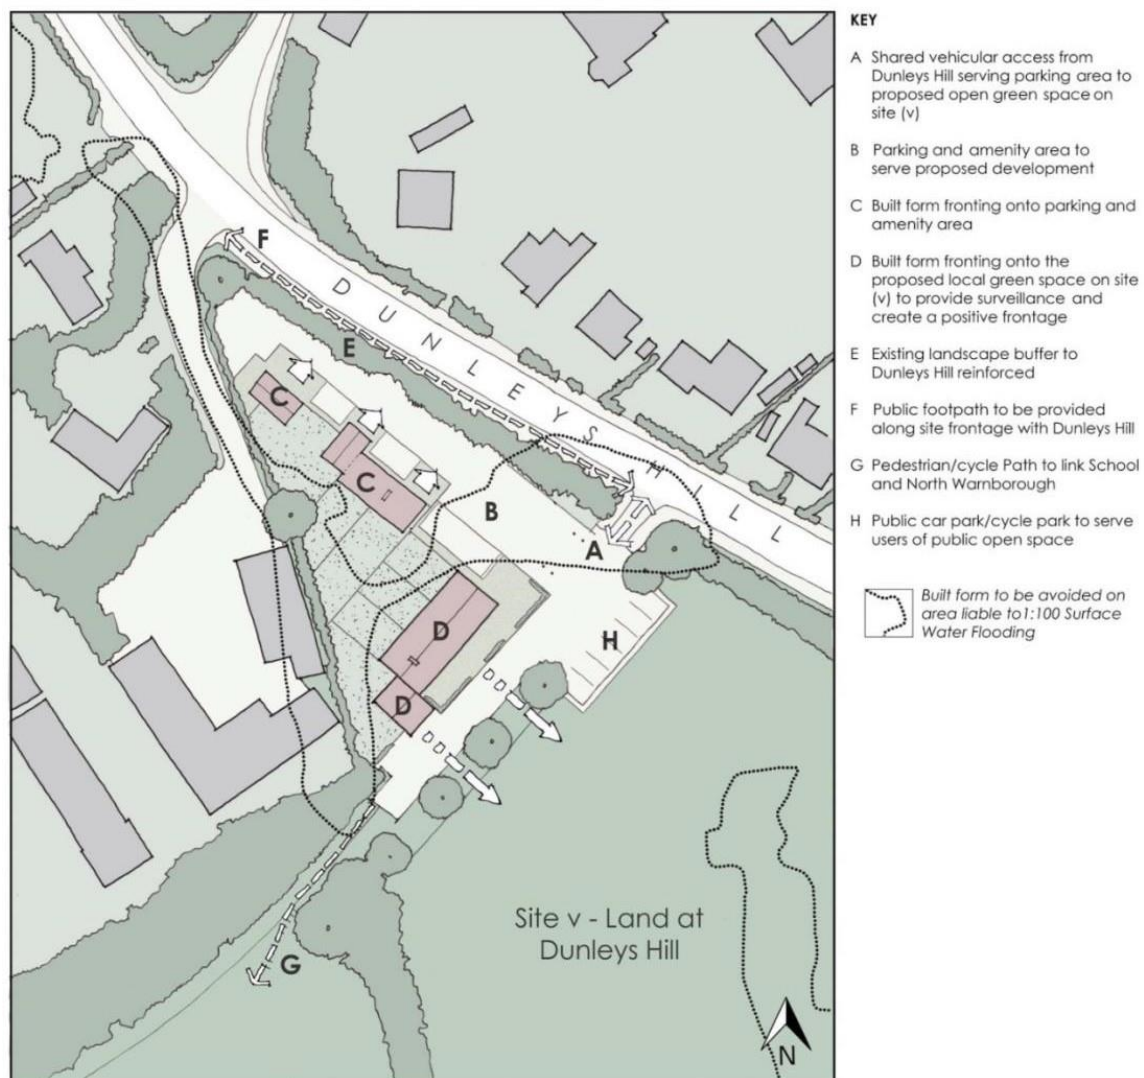 F
DUNLEYS HILL
E
C
C
B
A
D
H
D
G
Site v - Land at
Dunleys Hill
N
KEY
A Shared vehicular access from
Dunleys Hill serving parking area to
proposed open green space on
site (v)
B Parking and amenity area to
serve proposed development
C Built form fronting onto parking and
amenity area
D Built form fronting onto the
proposed local green space on site
(v) to provide surveillance and
create a positive frontage
E Existing landscape buffer to
Dunleys Hill reinforced
F Public footpath to be provided
along site frontage with Dunleys Hill
G Pedestrian/cycle Path to link School
and North Warnborough
H Public car park/cycle park to serve
users of public open space
Built form to be avoided on
area liable to1:100 Surface
Water Flooding